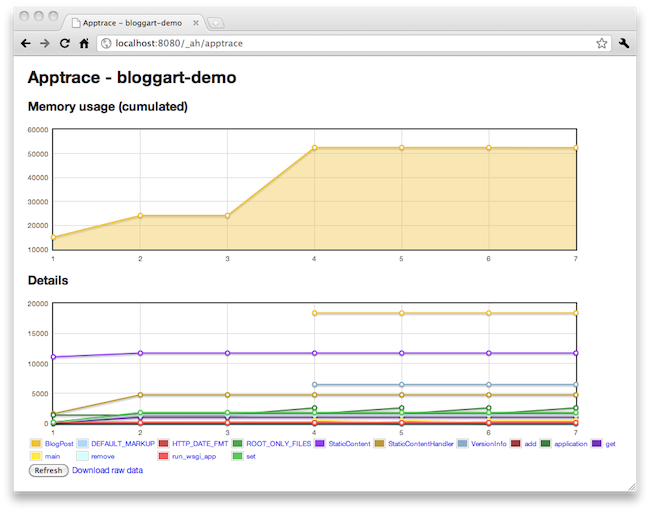 Apptrace - bloggart-demo
localhost:8080/_ah/apptrace
Apptrace - bloggart-demo
Memory usage (cumulated)
60000
50000
40000
30000
20000
10000
1 2 3 4 5 6 7
Details
20000
15000
10000
5000
0
1 2 3 4 5 6 7
BlogPost DEFAULT_MARKUP HTTP_DATE_FMT ROOT_ONLY_FILES StaticContent StaticContentHandler VersionInfo add application get
main remove run_wsgi_app set
Refresh Download raw data